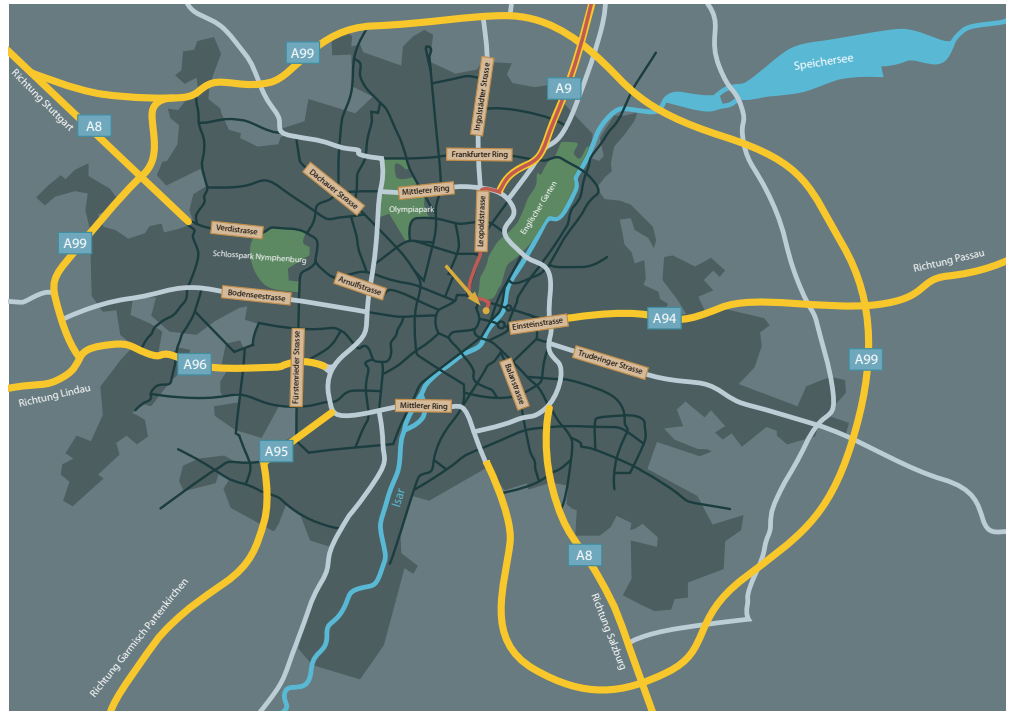 A99
Speichersee
Richtung Stuttgart
A9
Ingolstädter Strasse
A8
Frankfurter Ring
Dachauer Strasse
Mittlerer Ring
Olympiapark
Leopoldstrasse
Englischer Garten
Verdistrasse
A99
Schlosspark Nymphenburg
Richtung Passau
Arnulfstrasse
Bodenseestrasse
Einsteinstrasse
A94
Fürstenrieder Strasse
A96
Truderinger Strasse
A99
Balanstrasse
Richtung Lindau
Mittlerer Ring
A95
Isar
A8
Richtung Garmisch Partenkirchen
Richtung Salzburg